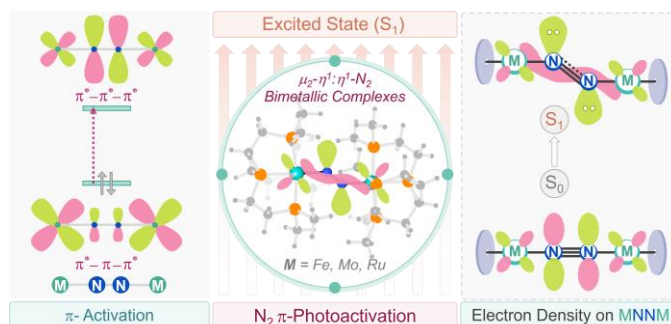 π*−π*−π*
π*−π−π*
M N N M
π- Activation
Excited State (S₁)
μ₂-η¹:η¹-N₂
Bimetallic Complexes
M = Fe, Mo, Ru
N₂ π-Photoactivation
M N N M
S₁
S₀
M N N M
Electron Density on MNNM